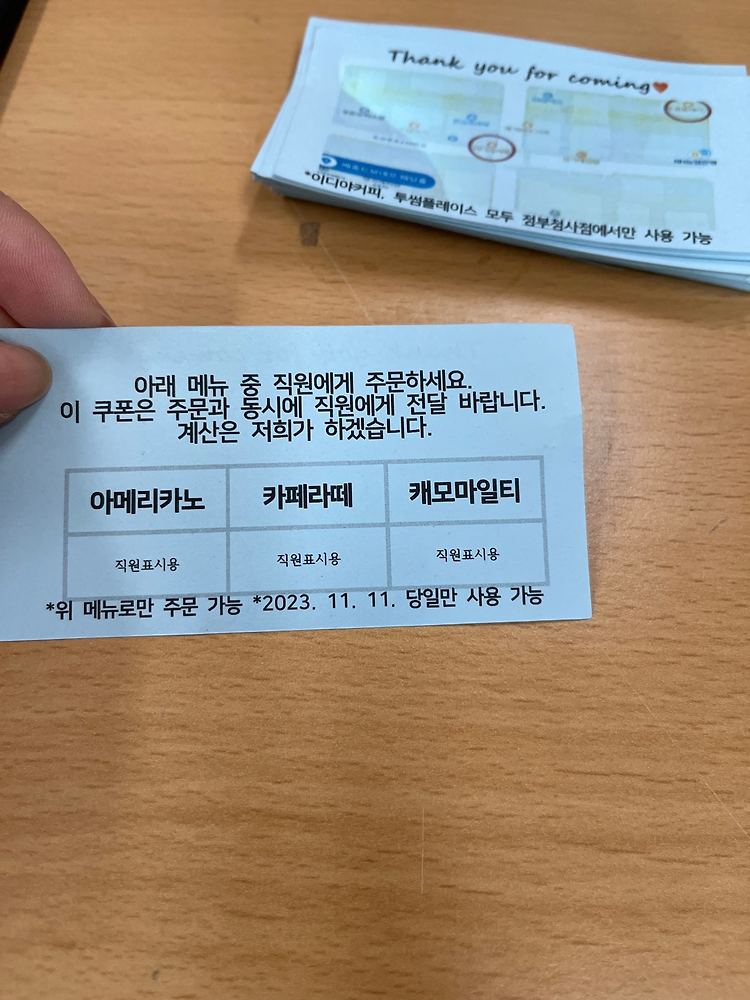 Thank you for coming
*이디야커피, 투썸플레이스 모두 정부청사점에서만 사용 가능
아래 메뉴 중 직원에게 주문하세요.
이 쿠폰은 주문과 동시에 직원에게 전달 바랍니다.
계산은 저희가 하겠습니다.
아메리카노 카페라떼 캐모마일티
직원표시용 직원표시용 직원표시용
*위 메뉴로만 주문 가능 *2023. 11. 11. 당일만 사용 가능